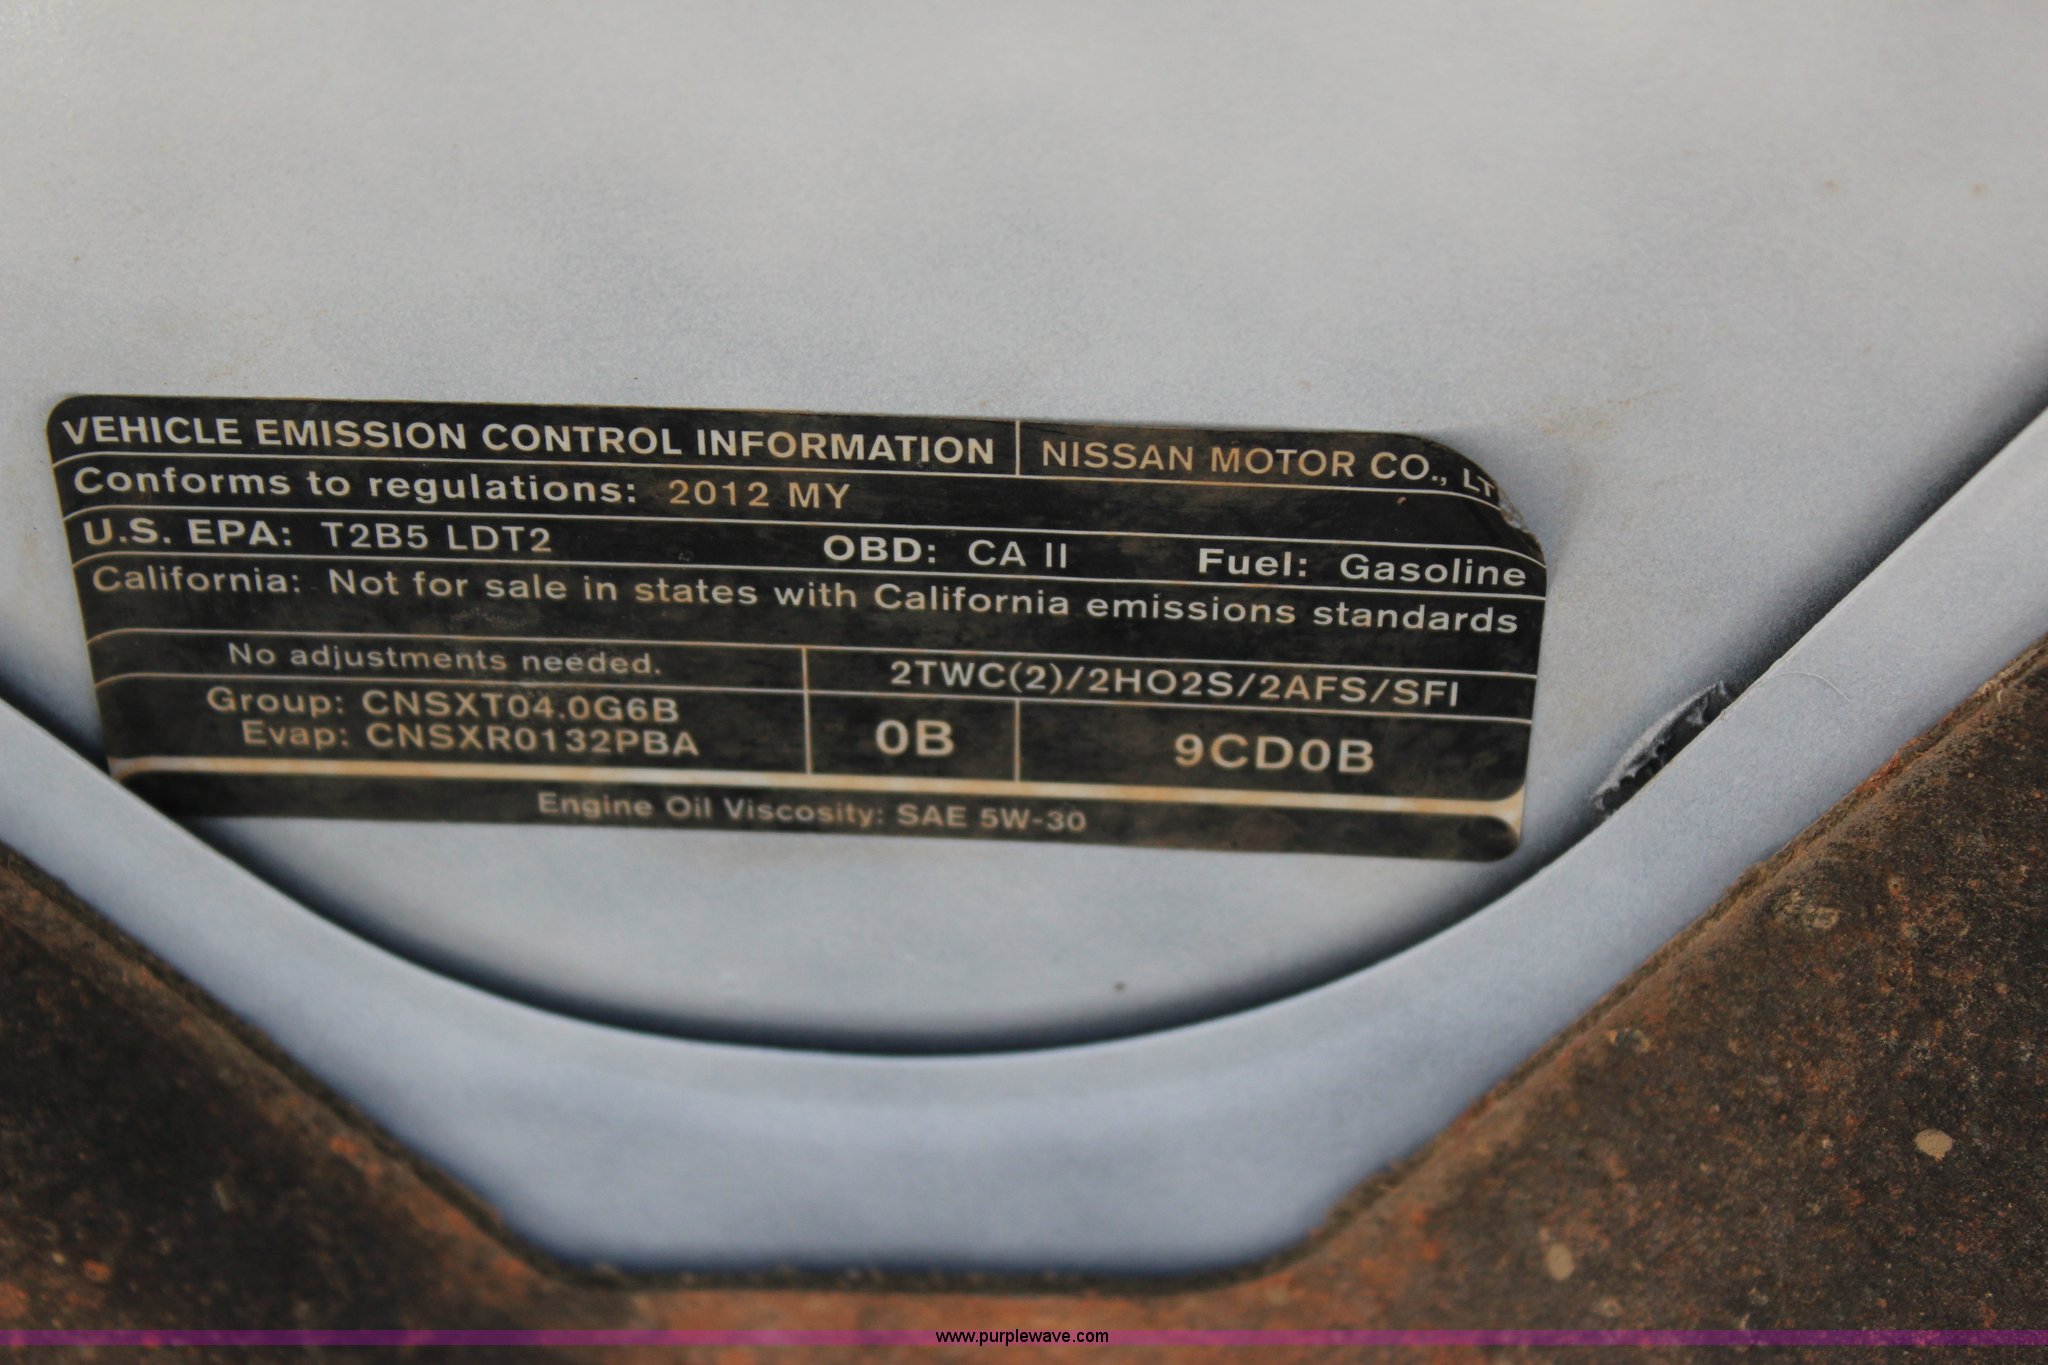 VEHICLE EMISSION CONTROL INFORMATION NISSAN MOTOR CO., LT
Conforms to regulations: 2012 MY
U.S. EPA: T2B5 LDT2 OBD: CA II Fuel: Gasoline
California: Not for sale in states with California emissions standards
No adjustments needed. 2TWC(2)/2HO2S/2AFS/SFI
Group: CNSXT04.0G6B
Evap: CNSXR0132PBA
0B 9CD0B
Engine Oil Viscosity: SAE 5W-30
www.purplewave.com